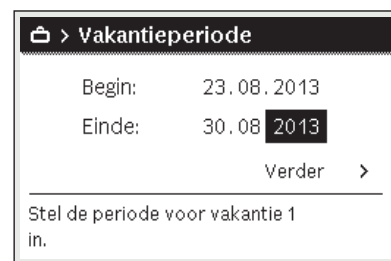 > Vakantieperiode
Begin: 23.08.2013
Einde: 30.08 2013
Verder >
Stel de periode voor vakantie 1
in.